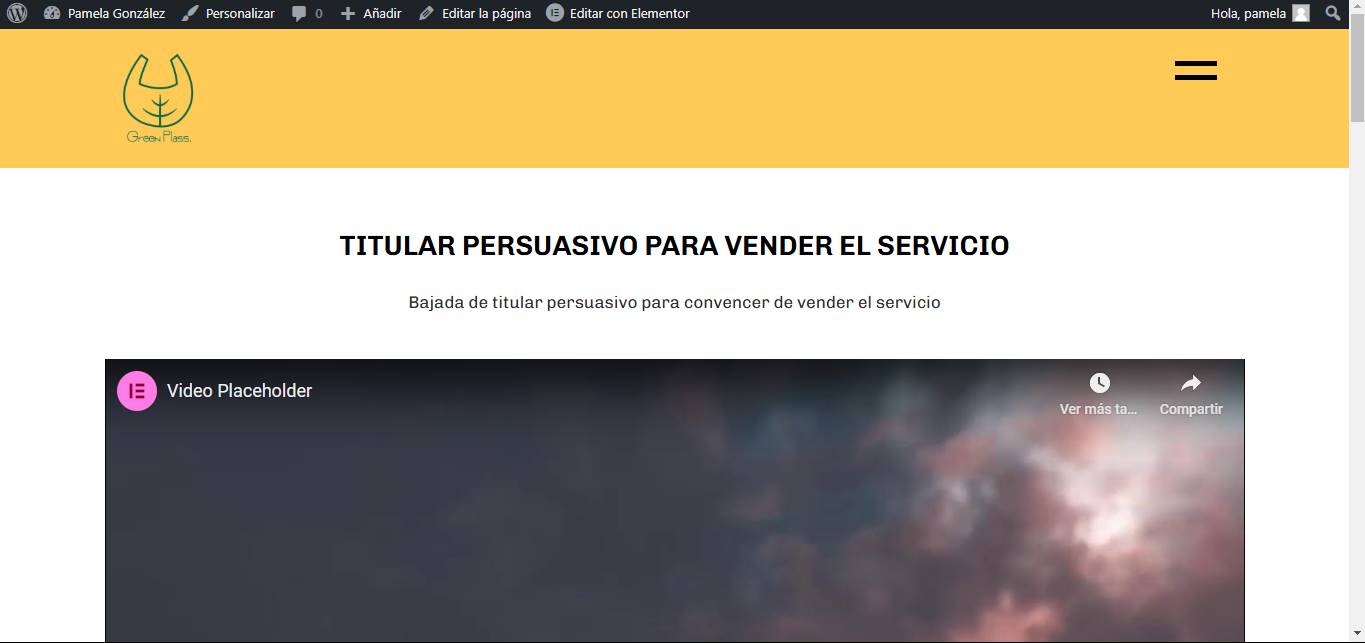 Pamela González Personalizar 0 Añadir Editar la página Editar con Elementor Hola, pamela
Green Plass.
TITULAR PERSUASIVO PARA VENDER EL SERVICIO
Bajada de titular persuasivo para convencer de vender el servicio
Video Placeholder
Ver más ta... Compartir